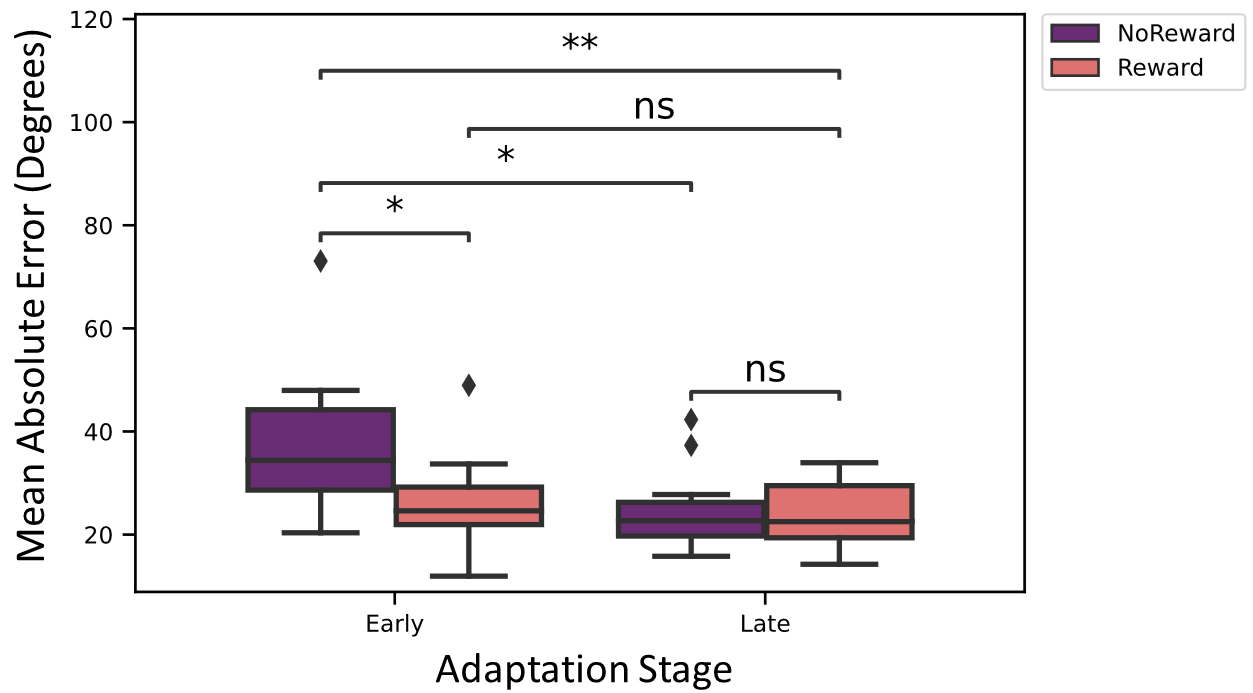 Mean Absolute Error (Degrees)
120
100
80
60
40
20
**
ns
*
*
ns
Early
Late
Adaptation Stage
NoReward
Reward